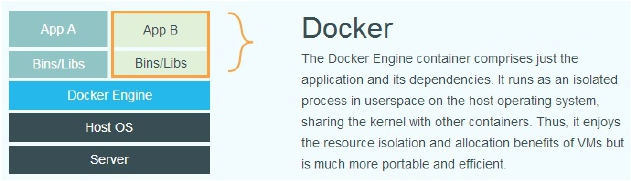 App A
App B
Bins/Libs
Bins/Libs
Docker Engine
Host OS
Server
Docker
The Docker Engine container comprises just the
application and its dependencies. It runs as an isolated
process in userspace on the host operating system,
sharing the kernel with other containers. Thus, it enjoys
the resource isolation and allocation benefits of VMs but
is much more portable and efficient.